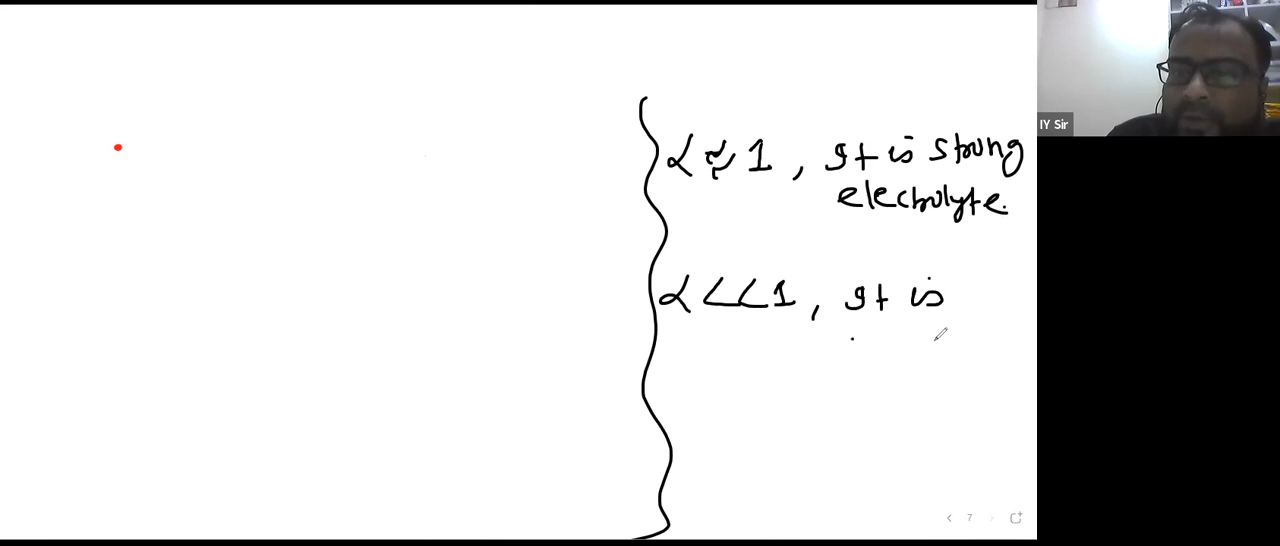 α ≈ 1, It is strong
electrolyte.
α <<1, It is
IY Sir
7